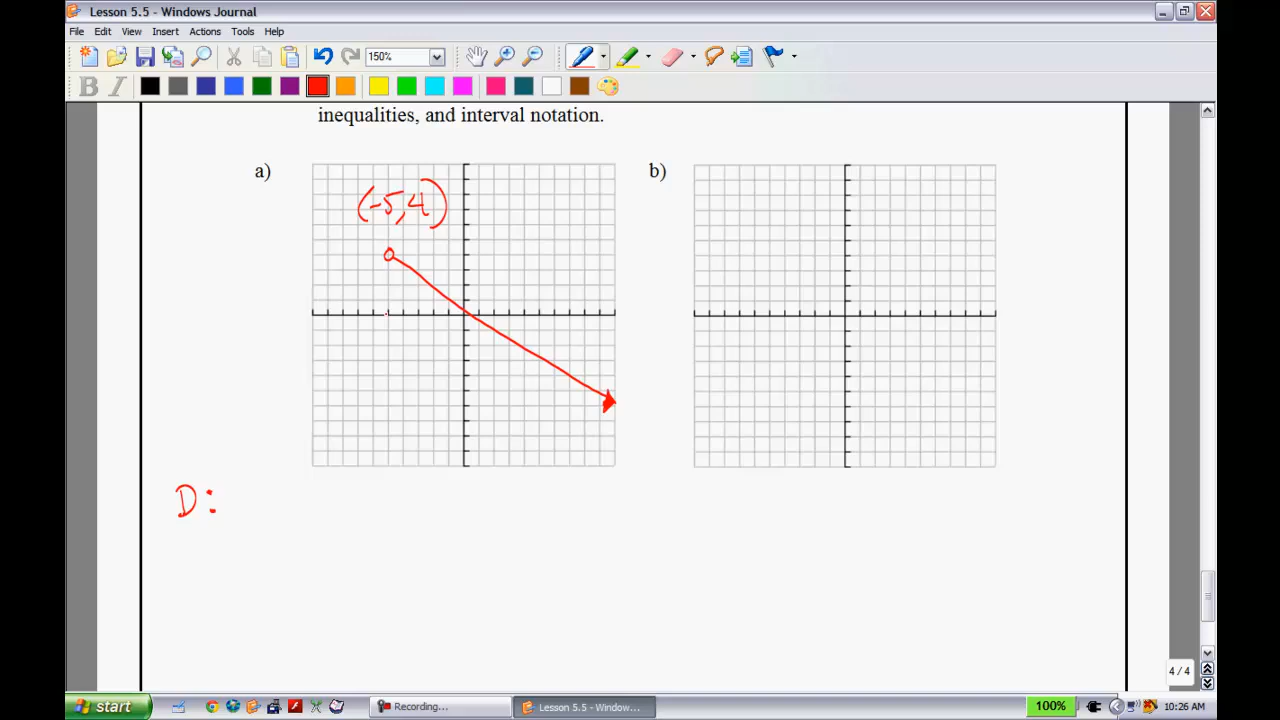 Lesson 5.5 - Windows Journal
File Edit View Insert Actions Tools Help
150%
B I
inequalities, and interval notation.
a)
b)
(-5,4)
D:
4 / 4
start
Recording...
Lesson 5.5 - Window...
100%
10:26 AM